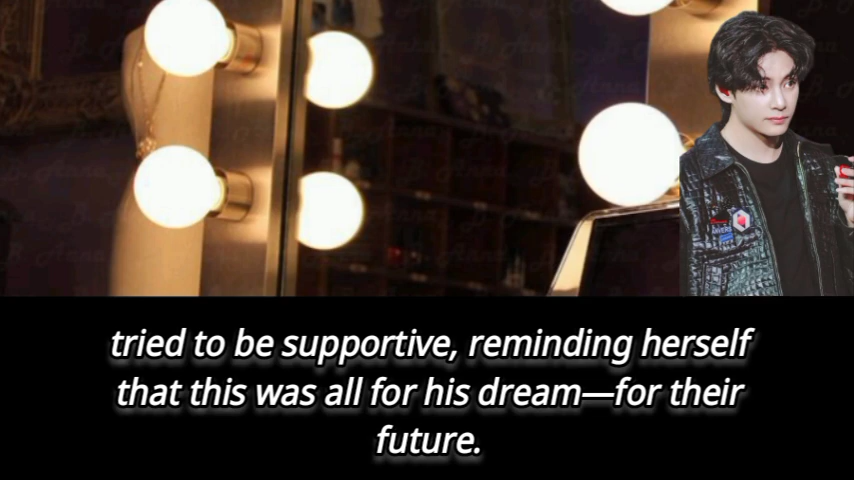 tried to be supportive, reminding herself
that this was all for his dream—for their
future.